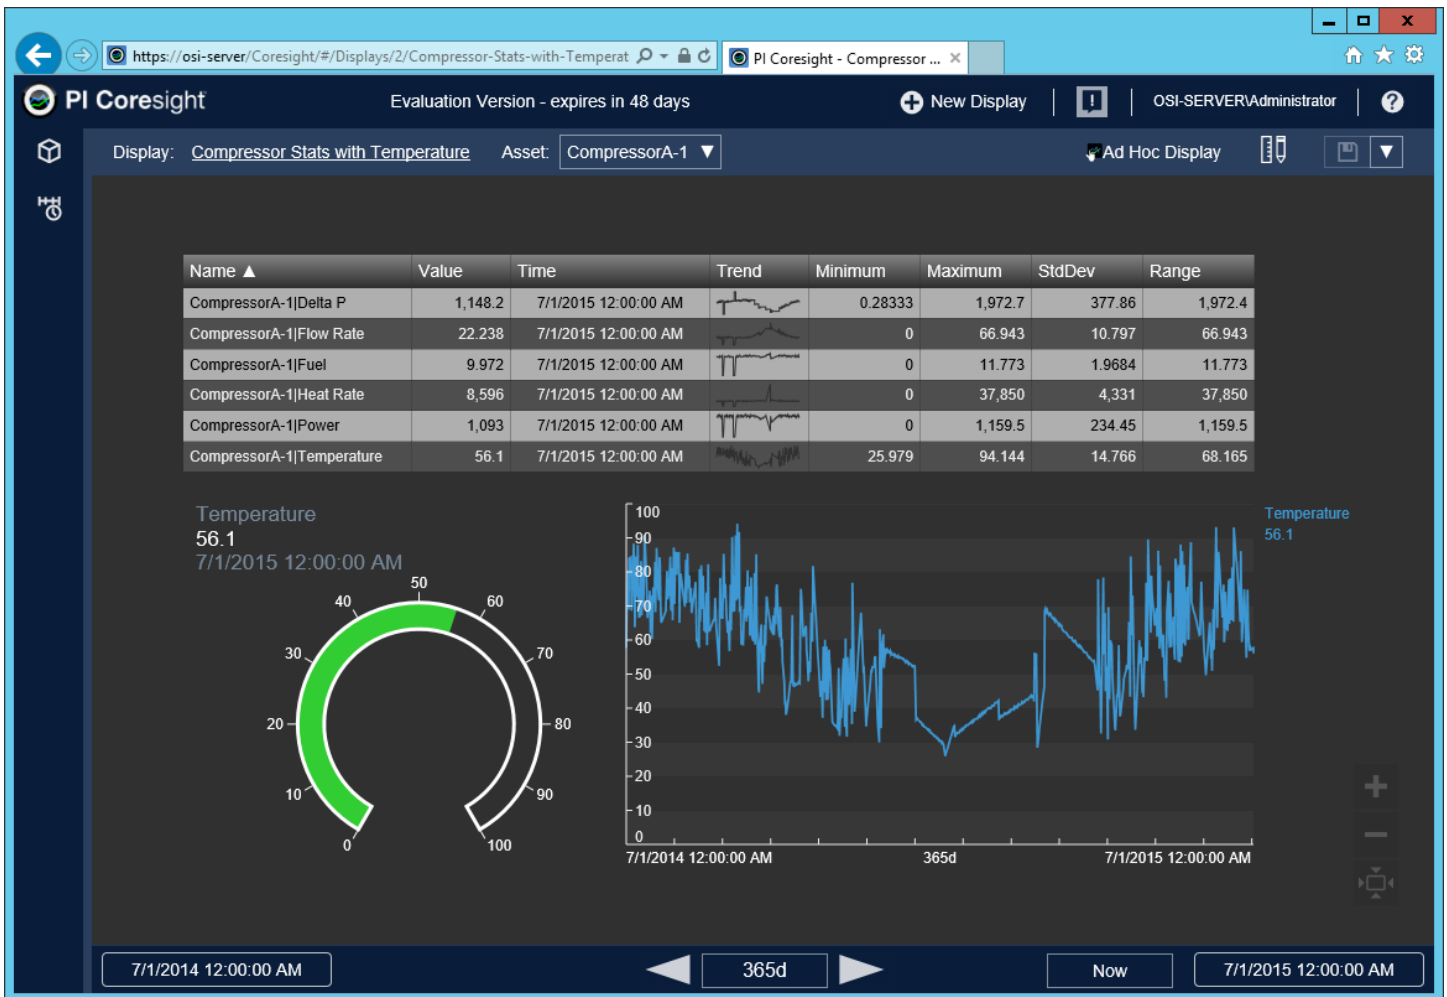 https://osi-server/Coresight/#/Displays/2/Compressor-Stats-with-Temperat
PI Coresight - Compressor ...
PI Coresight
Evaluation Version - expires in 48 days
New Display
OSI-SERVER\Administrator
Display: Compressor Stats with Temperature Asset: CompressorA-1
Ad Hoc Display
Name Value Time Trend Minimum Maximum StdDev Range
CompressorA-1|Delta P 1,148.2 7/1/2015 12:00:00 AM 0.28333 1,972.7 377.86 1,972.4
CompressorA-1|Flow Rate 22.238 7/1/2015 12:00:00 AM 0 66.943 10.797 66.943
CompressorA-1|Fuel 9.972 7/1/2015 12:00:00 AM 0 11.773 1.9684 11.773
CompressorA-1|Heat Rate 8,596 7/1/2015 12:00:00 AM 0 37,850 4,331 37,850
CompressorA-1|Power 1,093 7/1/2015 12:00:00 AM 0 1,159.5 234.45 1,159.5
CompressorA-1|Temperature 56.1 7/1/2015 12:00:00 AM 25.979 94.144 14.766 68.165
Temperature
56.1
7/1/2015 12:00:00 AM
0
10
20
30
40
50
60
70
80
90
100
100
90
80
70
60
50
40
30
20
10
0
7/1/2014 12:00:00 AM 365d 7/1/2015 12:00:00 AM
Temperature
56.1
7/1/2014 12:00:00 AM 365d Now 7/1/2015 12:00:00 AM